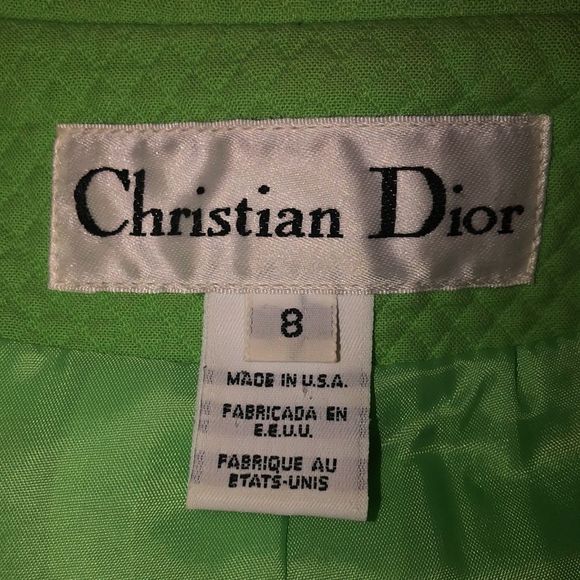 Christian Dior
8
MADE IN U.S.A.
FABRICADA EN
E.E.U.U.
FABRIQUE AU
ETATS-UNIS